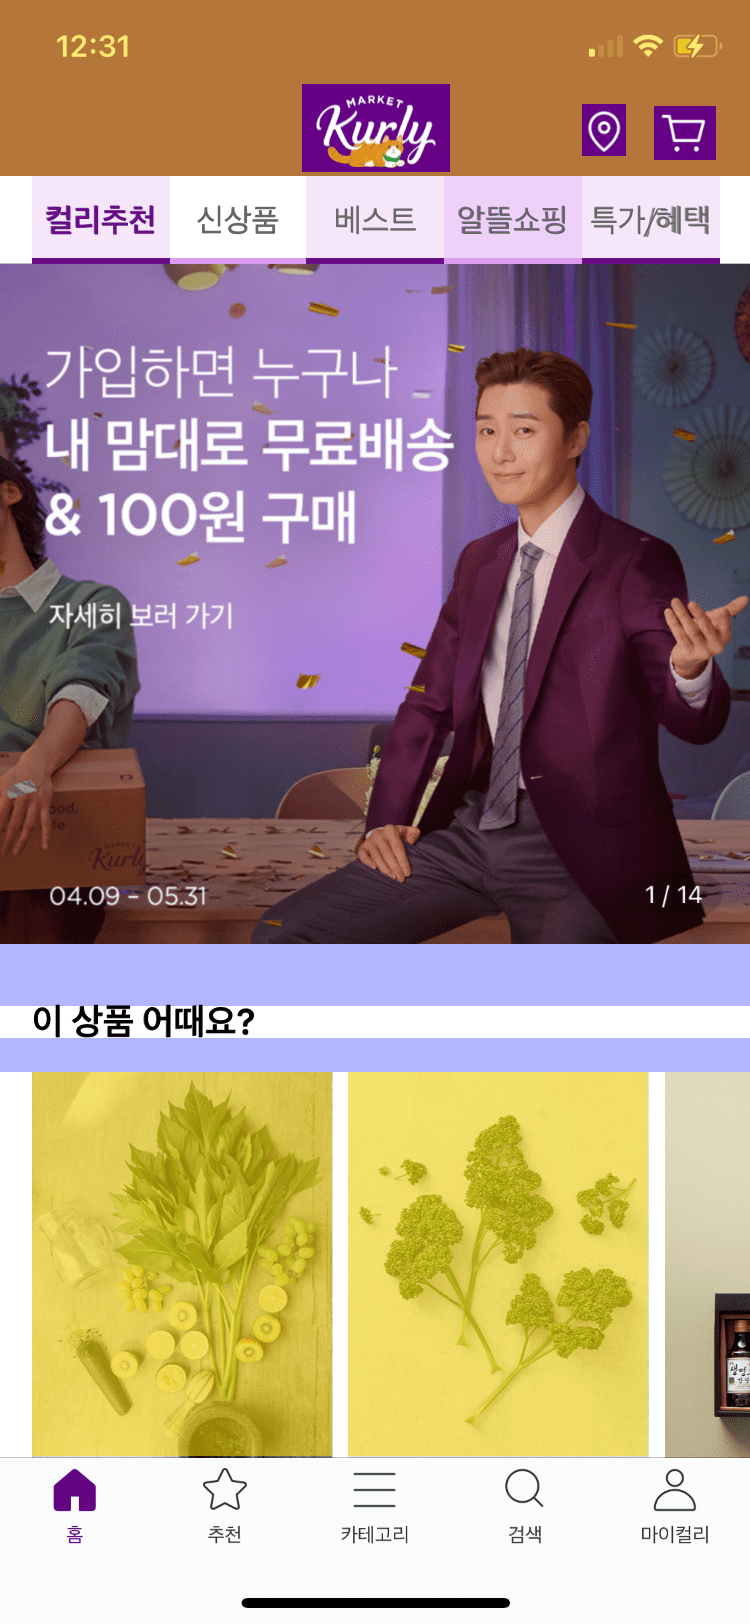 12:31
MARKET
Kurly
컬리추천 신상품 베스트 알뜰쇼핑 특가/혜택
가입하면 누구나
내 맘대로 무료배송
& 100원 구매
자세히 보러 가기
MARKET
Kurly
04.09 - 05.31
1 / 14
이 상품 어때요?
홈 추천 카테고리 검색 마이컬리